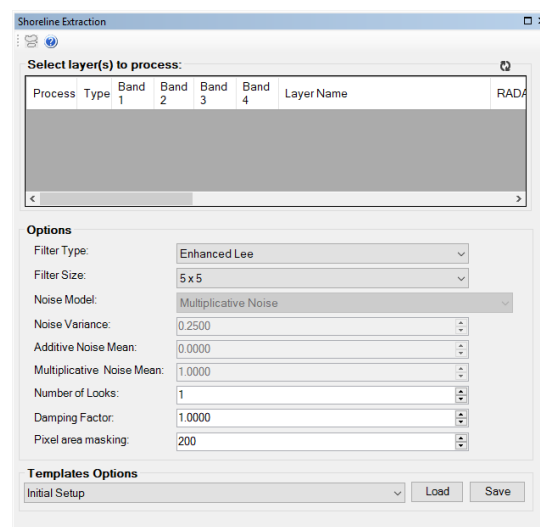 Shoreline Extraction
Select layer(s) to process:
Process Type Band 1 Band 2 Band 3 Band 4 Layer Name RADA
Options
Filter Type: Enhanced Lee
Filter Size: 5 x 5
Noise Model: Multiplicative Noise
Noise Variance: 0.2500
Additive Noise Mean: 0.0000
Multiplicative Noise Mean: 1.0000
Number of Looks: 1
Damping Factor: 1.0000
Pixel area masking: 200
Templates Options
Initial Setup Load Save